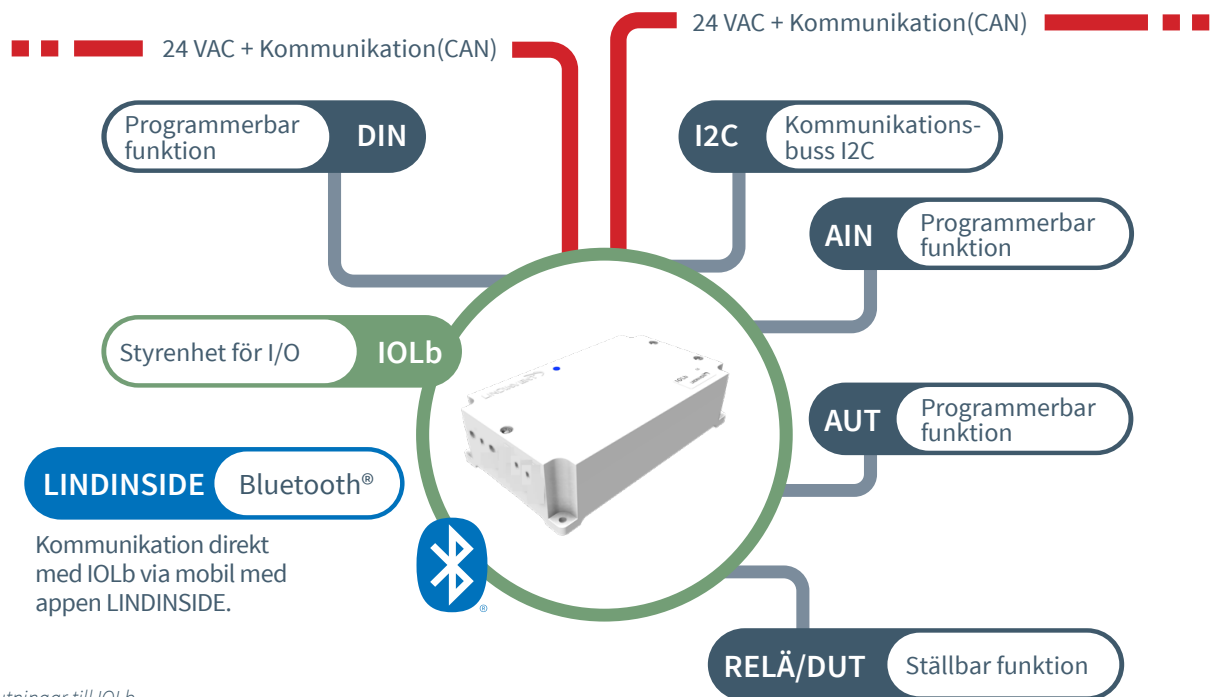 24 VAC + Kommunikation(CAN)
24 VAC + Kommunikation(CAN)
Programmerbar
funktion
DIN
I2C
Kommunikations-
buss I2C
AIN
Programmerbar
funktion
Styrenhet för I/O
IOLb
AUT
Programmerbar
funktion
LINDINSIDE
Bluetooth®
Kommunikation direkt
med IOLb via mobil med
appen LINDINSIDE.
RELÄ/DUT
Ställbar funktion
till IOLb